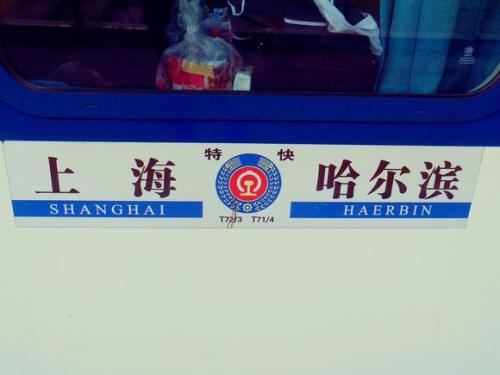 特 快
上 海 哈尔滨
SHANGHAI HAERBIN
T72/3 T71/4